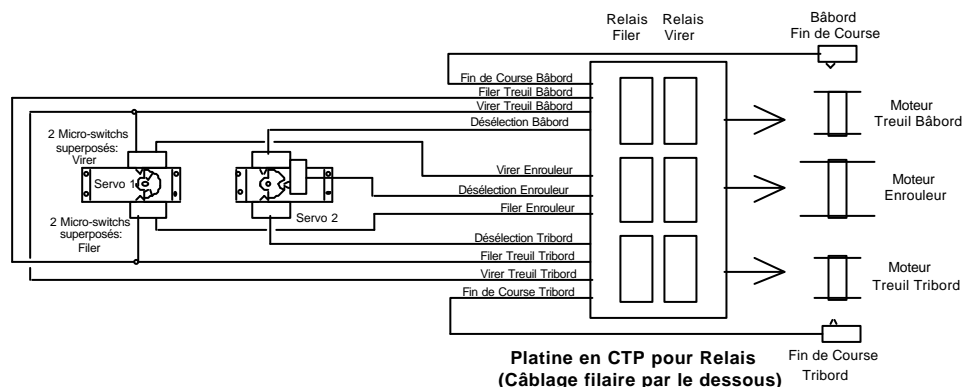 Relais
Filer
Relais
Virer
Bâbord
Fin de Course
Fin de Course Bâbord
Filer Treuil Bâbord
Virer Treuil Bâbord
Désélection Bâbord
Moteur
Treuil Bâbord
2 Micro-switchs
superposés:
Virer
Servo 1
Virer Enrouleur
Désélection Enrouleur
Filer Enrouleur
Moteur
Enrouleur
Servo 2
2 Micro-switchs
superposés:
Filer
Désélection Tribord
Filer Treuil Tribord
Virer Treuil Tribord
Fin de Course Tribord
Moteur
Treuil Tribord
Platine en CTP pour Relais
(Câblage filaire par le dessous)
Fin de Course
Tribord